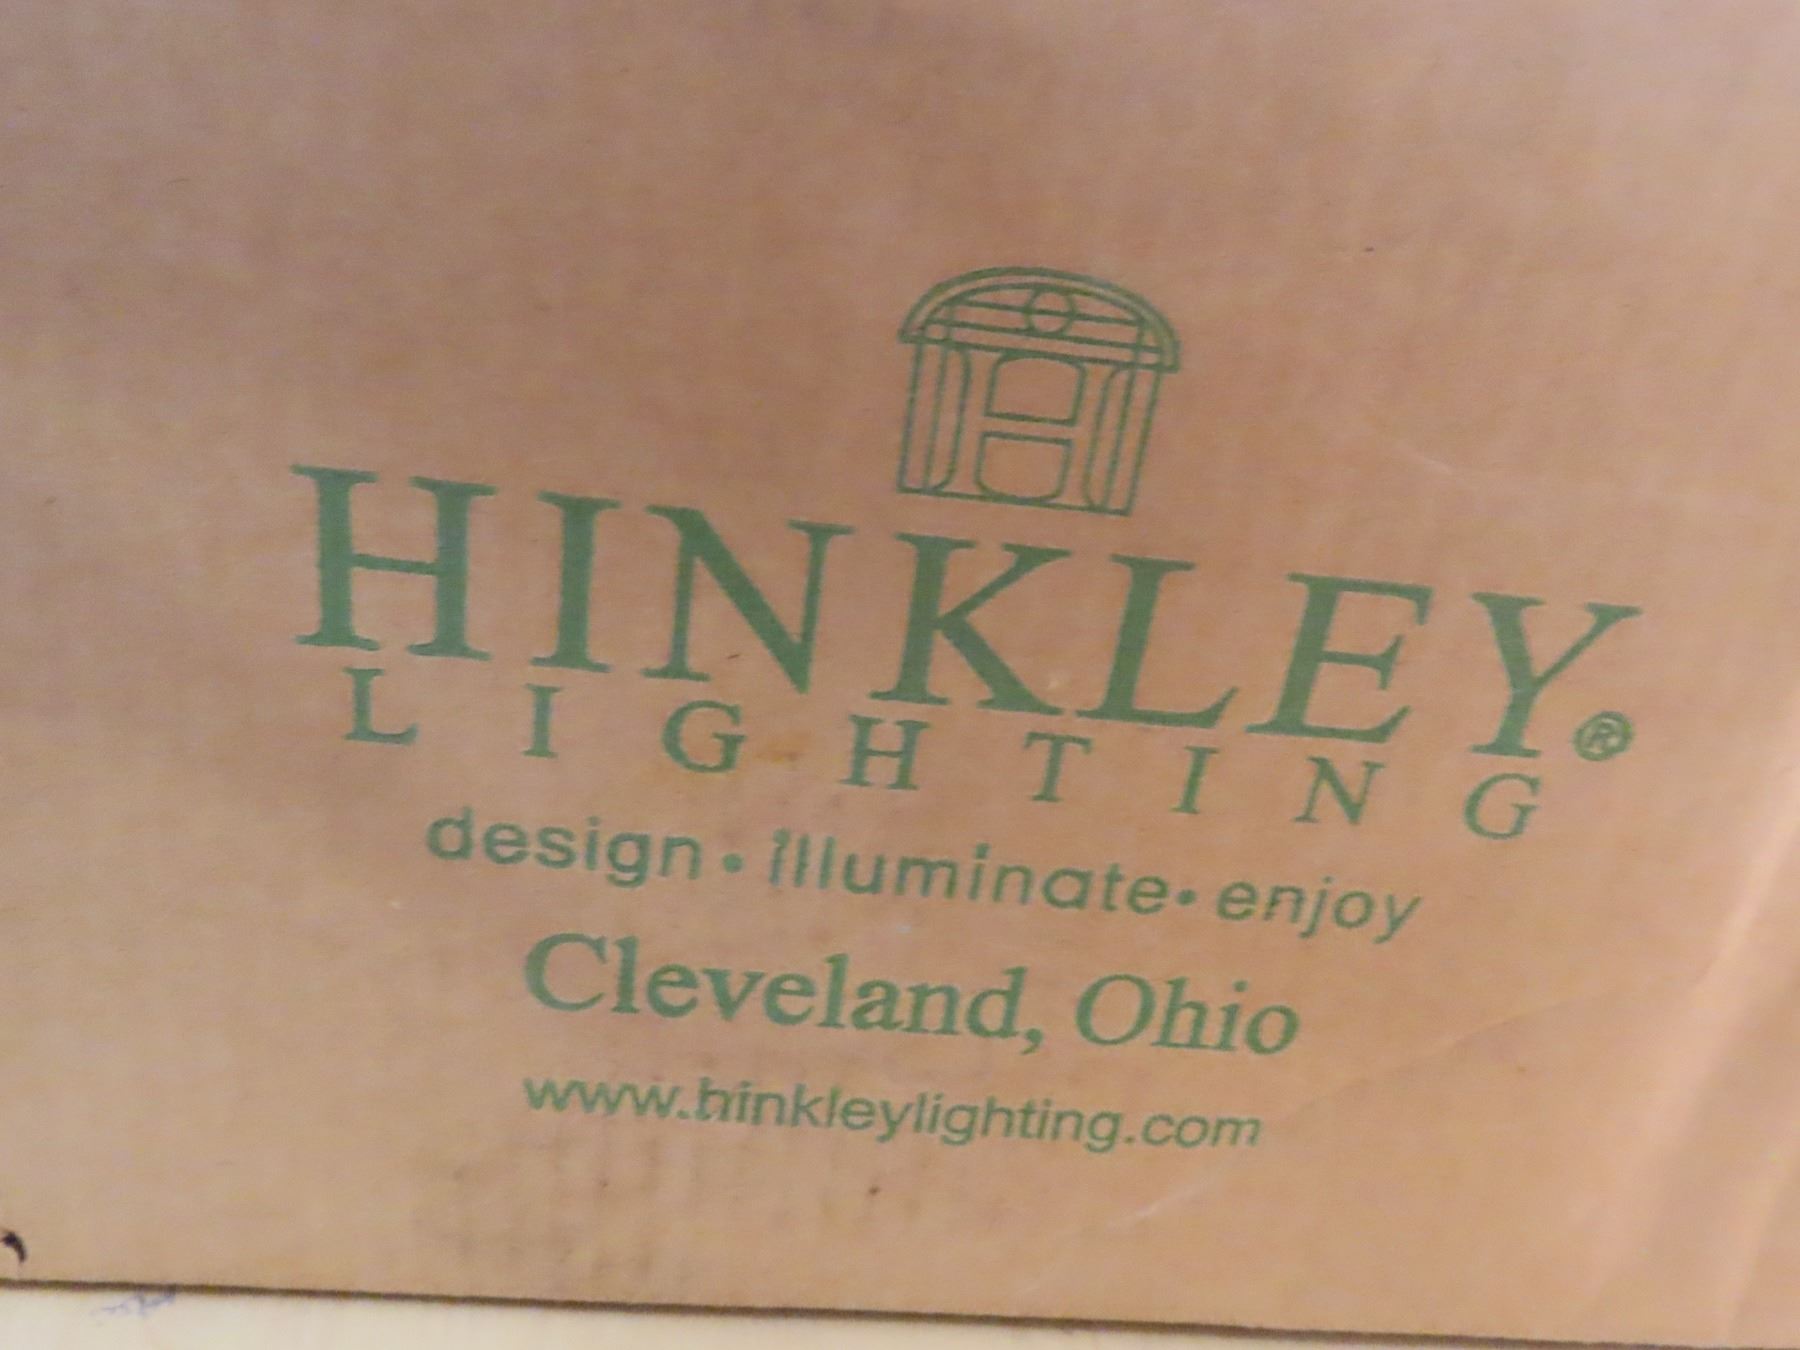 HINKLEY®
LIGHTING
design • illuminate • enjoy
Cleveland, Ohio
www.hinkleylighting.com